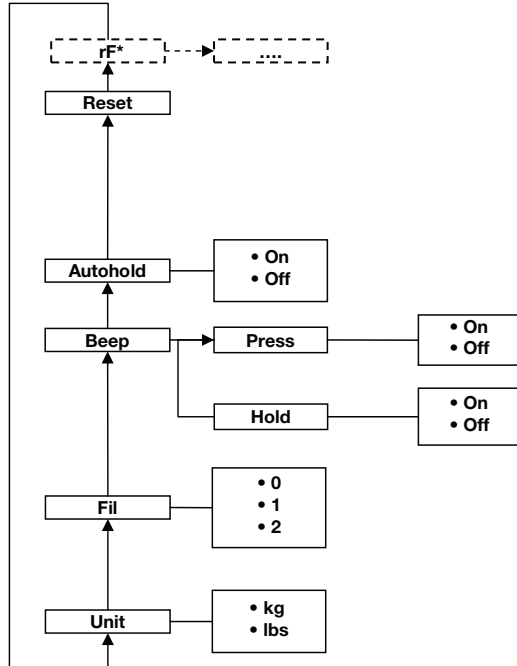 rF*
....
Reset
Autohold
• On
• Off
Beep
Press
• On
• Off
Hold
• On
• Off
Fil
• 0
• 1
• 2
Unit
• kg
• lbs